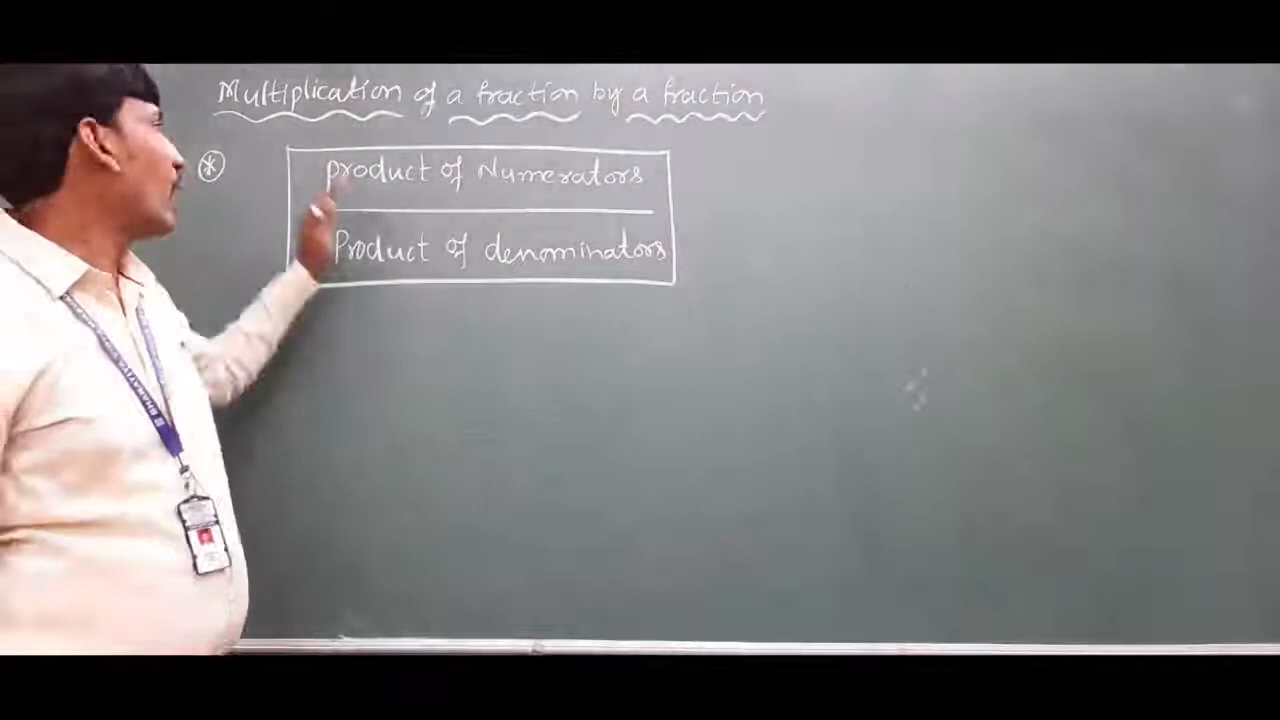 Multiplication of a fraction by a fraction
* product of Numerators
Product of denominators